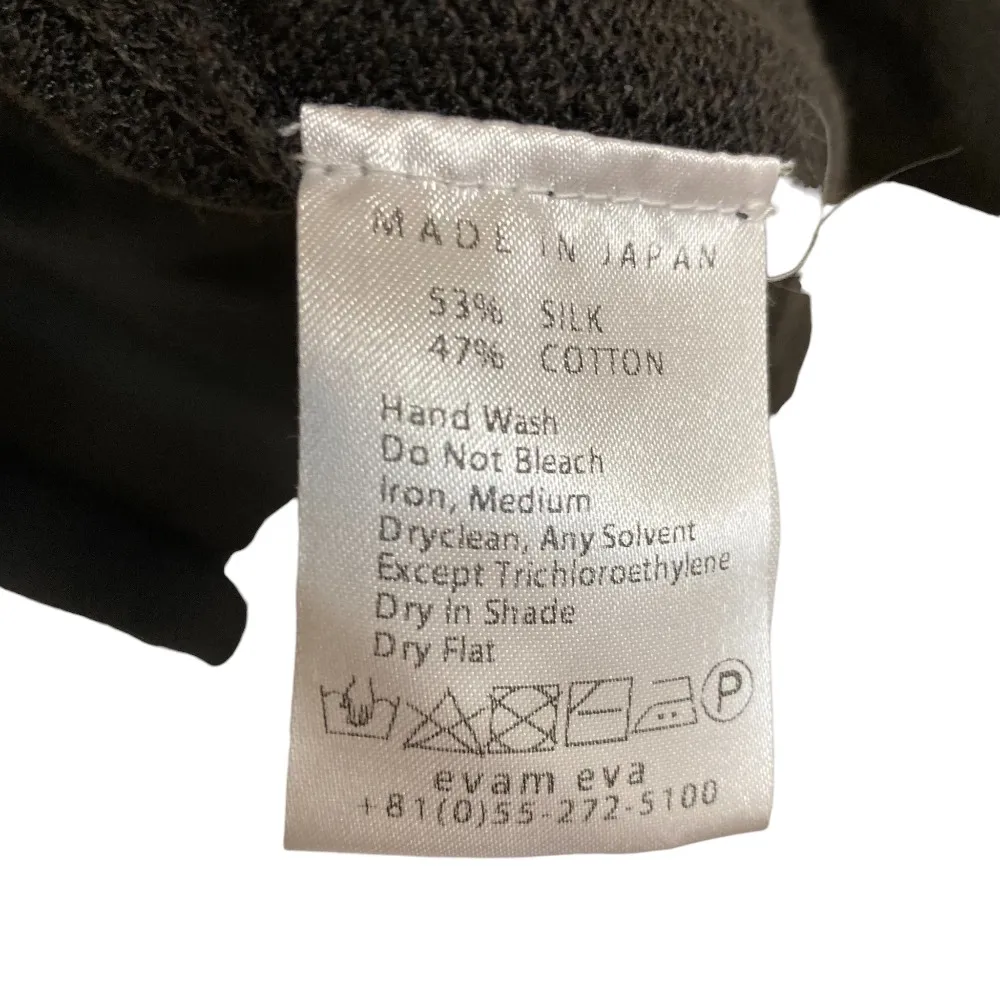 MADE IN JAPAN
53% SILK
47% COTTON
Hand Wash
Do Not Bleach
Iron, Medium
Dryclean, Any Solvent
Except Trichloroethylene
Dry in Shade
Dry Flat
P
evam eva
+81(0)55-272-5100